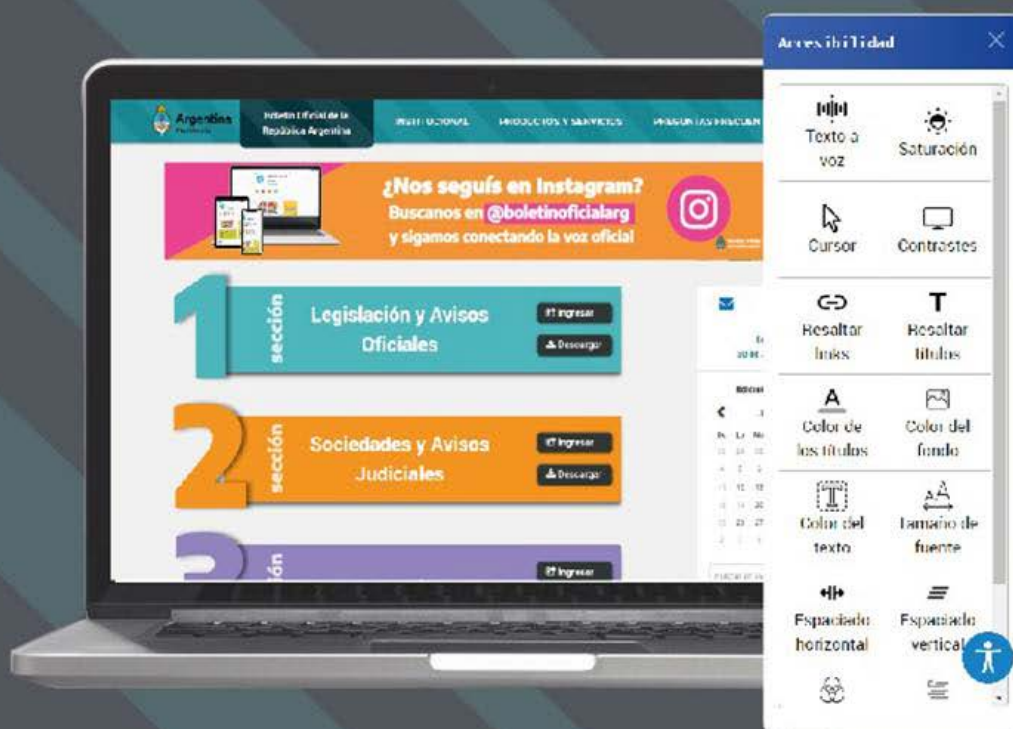 Argentina
Boletín Oficial de la
República Argentina
INSTITUCIONAL
PRODUCTOS Y SERVICIOS
PREGUNTAS FRECUEN
¿Nos seguís en Instagram?
Buscanos en @boletinoficialarg
y sigamos conectando la voz oficial
1
sección
Legislación y Avisos
Oficiales
Ingresar
Descargar
2
sección
Sociedades y Avisos
Judiciales
Ingresar
Descargar
3
Ingresar
Accesibilidad
Texto a
voz
Saturación
Cursor
Contrastes
Resaltar
links
Resaltar
títulos
Color de
los títulos
Color del
fondo
Color del
texto
Tamaño de
fuente
Espaciado
horizontal
Espaciado
vertical